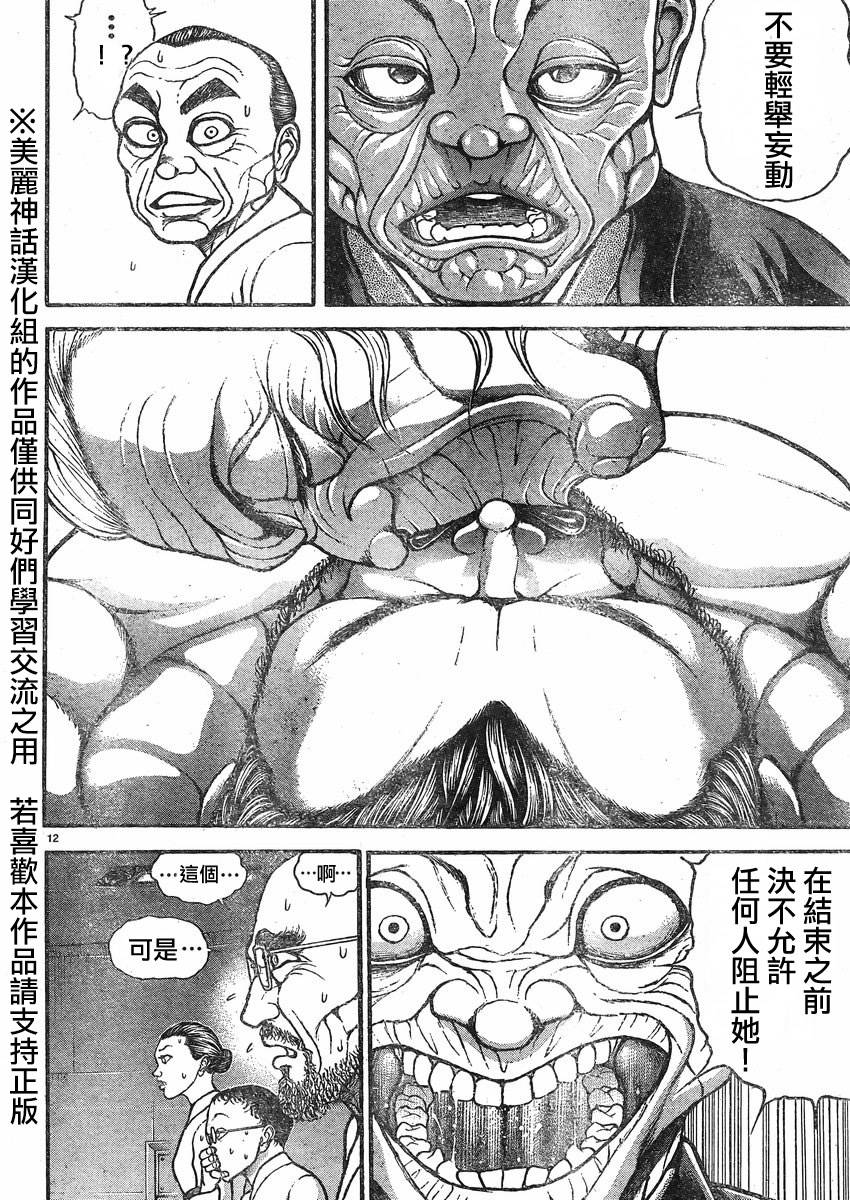 不要輕舉妄動
…
…!?
※美麗神話漢化組的作品僅供同好們學習交流之用 若喜歡本作品請支持正版
12
在結束之前
決不允許
任何人阻止她!
…啊…
…這個…
可是…